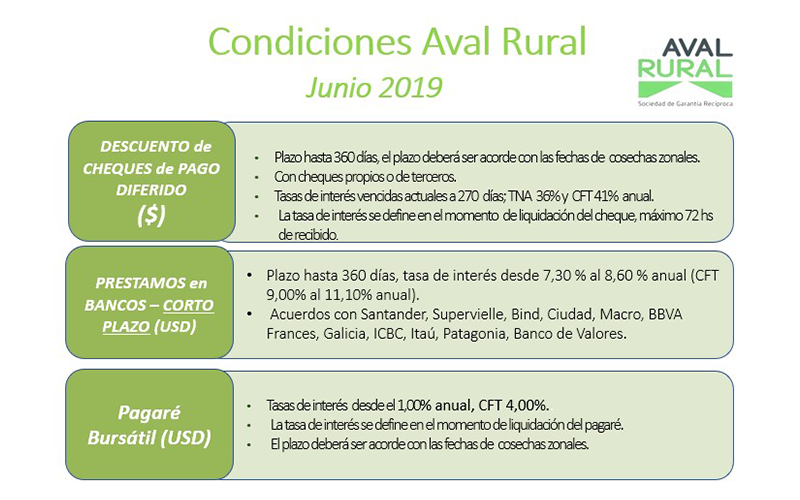 Condiciones Aval Rural
Junio 2019
AVAL
RURAL
Sociedad de Garantía Recíproca
DESCUENTO de
CHEQUES de PAGO
DIFERIDO
($)
• Plazo hasta 360 días, el plazo deberá ser acorde con las fechas de cosechas zonales.
• Con cheques propios o de terceros.
• Tasas de interés vencidas actuales a 270 días; TNA 36% y CFT 41% anual.
• La tasa de interés se define en el momento de liquidación del cheque, máximo 72 hs
de recibido.
PRESTAMOS en
BANCOS – CORTO
PLAZO (USD)
• Plazo hasta 360 días, tasa de interés desde 7,30 % al 8,60 % anual (CFT
9,00% al 11,10% anual).
• Acuerdos con Santander, Supervielle, Bind, Ciudad, Macro, BBVA
Frances, Galicia, ICBC, Itaú, Patagonia, Banco de Valores.
Pagaré
Bursátil (USD)
• Tasas de interés desde el 1,00% anual, CFT 4,00%.
• La tasa de interés se define en el momento de liquidación del pagaré.
• El plazo deberá ser acorde con las fechas de cosechas zonales.